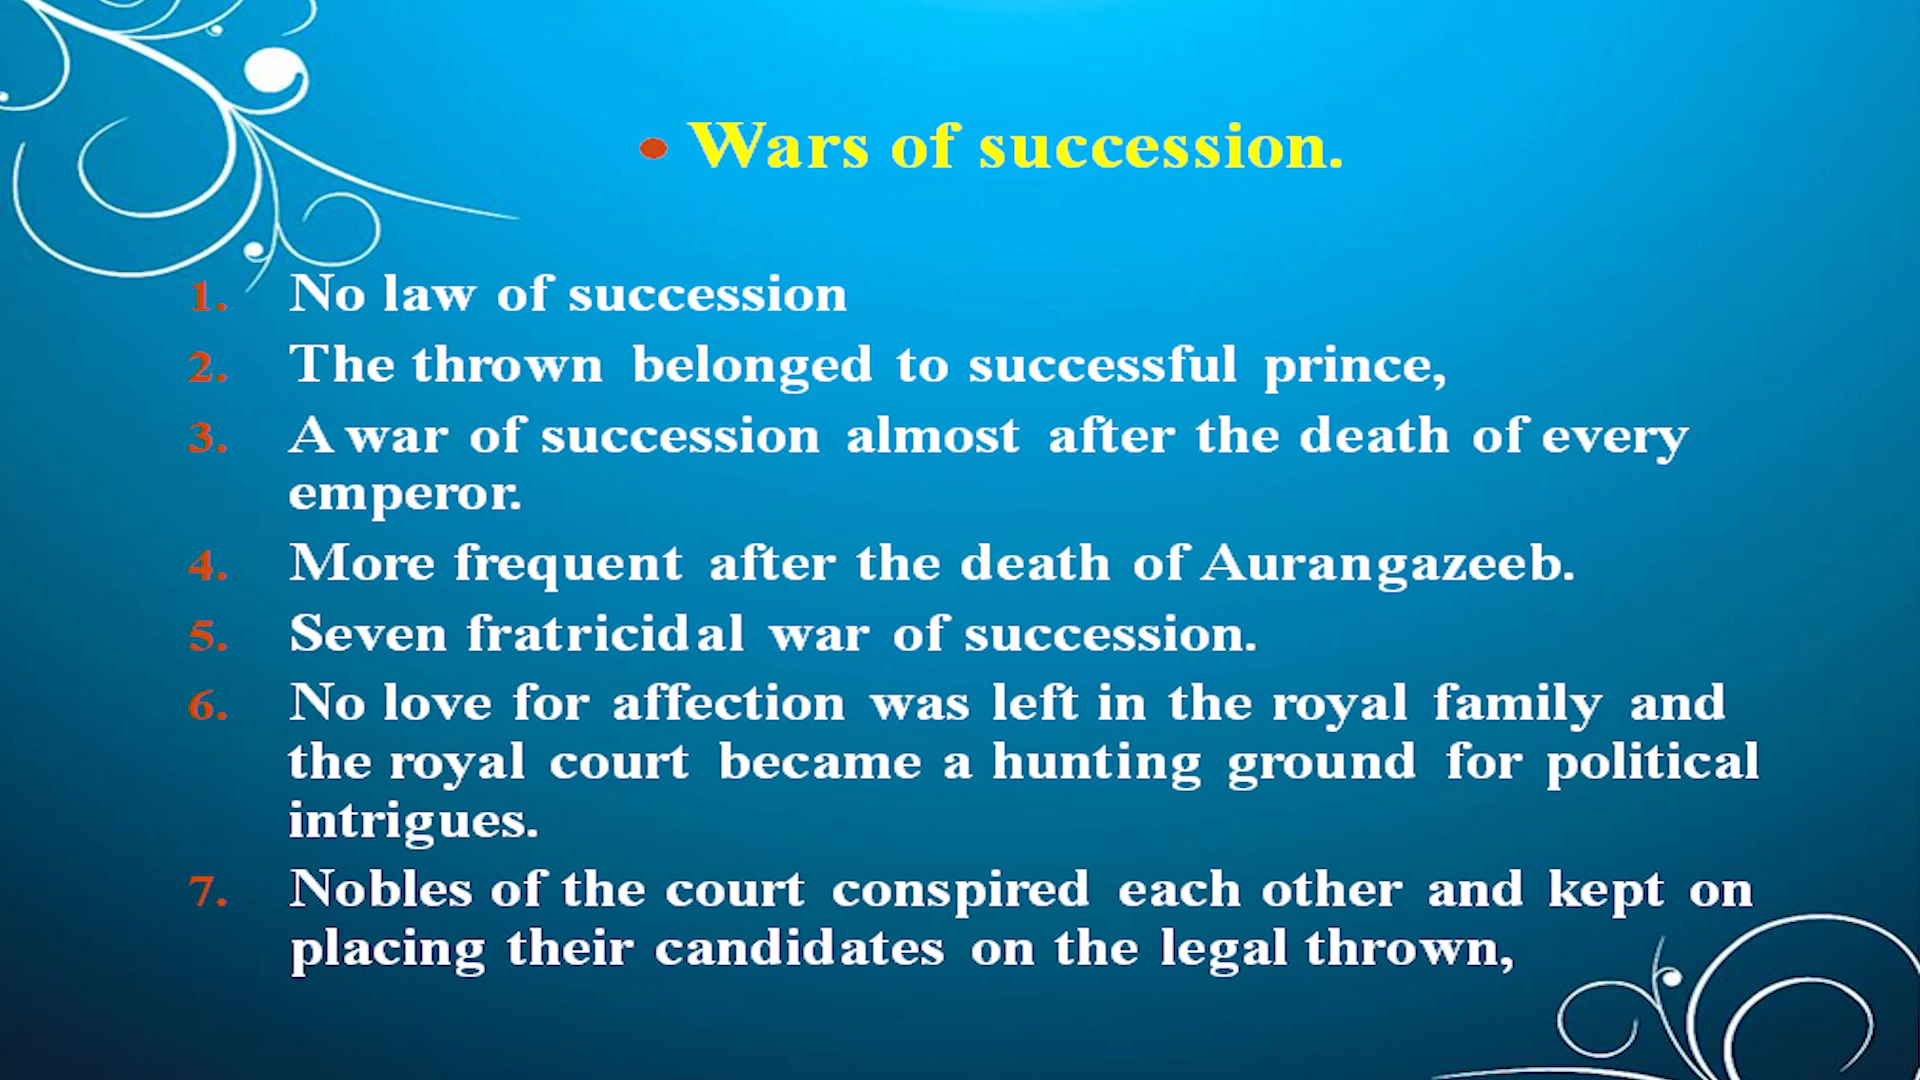 • Wars of succession.
1. No law of succession
2. The thrown belonged to successful prince,
3. A war of succession almost after the death of every
emperor.
4. More frequent after the death of Aurangazeeb.
5. Seven fratricidal war of succession.
6. No love for affection was left in the royal family and
the royal court became a hunting ground for political
intrigues.
7. Nobles of the court conspired each other and kept on
placing their candidates on the legal thrown,